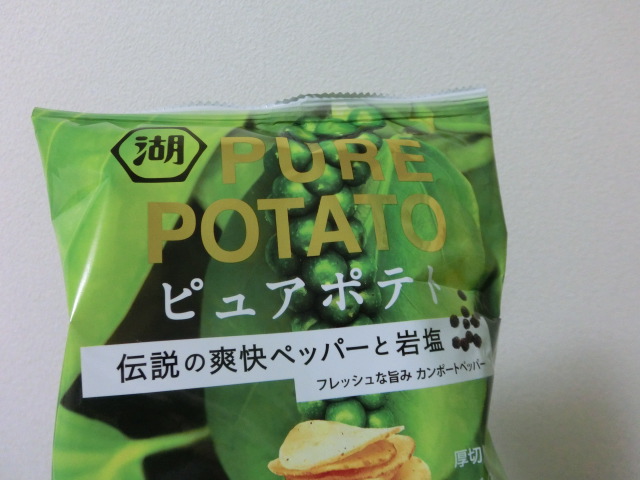 湖
PURE
POTATO
ピュアポテト
伝説の爽快ペッパーと岩塩
フレッシュな旨み カンポートペッパー
厚切